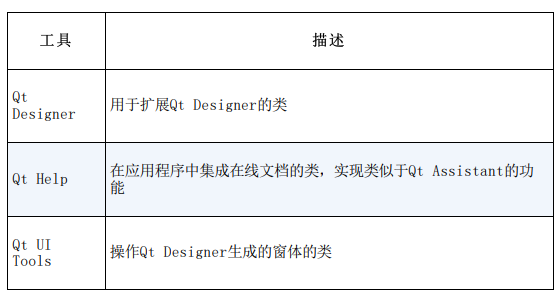 工具
描述
Qt
Designer
用于扩展Qt Designer的类
Qt Help
在应用程序中集成在线文档的类，实现类似于Qt Assistant的功
能
Qt UI
Tools
操作Qt Designer生成的窗体的类